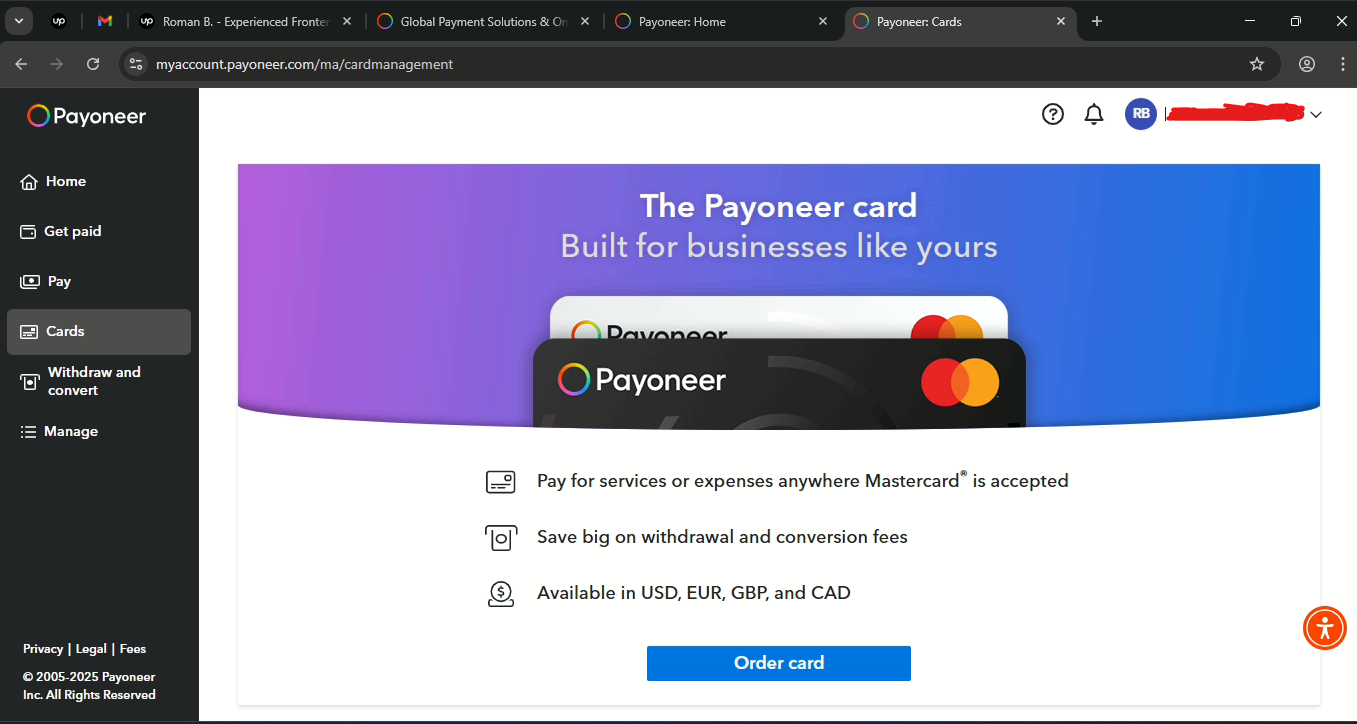 up
up Roman B. - Experienced Fronter
Global Payment Solutions & On
Payoneer: Home
Payoneer: Cards
myaccount.payoneer.com/ma/cardmanagement
Payoneer
RB
Home
Get paid
Pay
Cards
Withdraw and
convert
Manage
The Payoneer card
Built for businesses like yours
Payoneer
Payoneer
Pay for services or expenses anywhere Mastercard® is accepted
Save big on withdrawal and conversion fees
Available in USD, EUR, GBP, and CAD
Order card
Privacy | Legal | Fees
© 2005-2025 Payoneer
Inc. All Rights Reserved